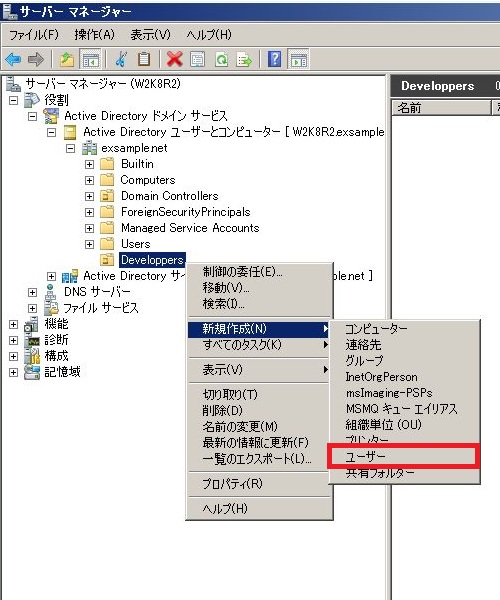 サーバー マネージャー
ファイル(F) 操作(A) 表示(V) ヘルプ(H)
サーバー マネージャー (W2K8R2)
役割
Active Directory ドメイン サービス
Active Directory ユーザーとコンピューター [ W2K8R2.exsample
exsample.net
Builtin
Computers
Domain Controllers
ForeignSecurityPrincipals
Managed Service Accounts
Users
Developpers
Active Directory サ
ple.net ]
DNS サーバー
ファイル サービス
機能
診断
構成
記憶域
Developpers
名前
制御の委任(E)...
移動(V)...
検索(I)...
新規作成(N)
すべてのタスク(K)
表示(V)
切り取り(T)
削除(D)
名前の変更(M)
最新の情報に更新(F)
一覧のエクスポート(L)...
プロパティ(R)
ヘルプ(H)
コンピューター
連絡先
グループ
InetOrgPerson
msImaging-PSPs
MSMQ キュー エイリアス
組織単位 (OU)
プリンター
ユーザー
共有フォルダー